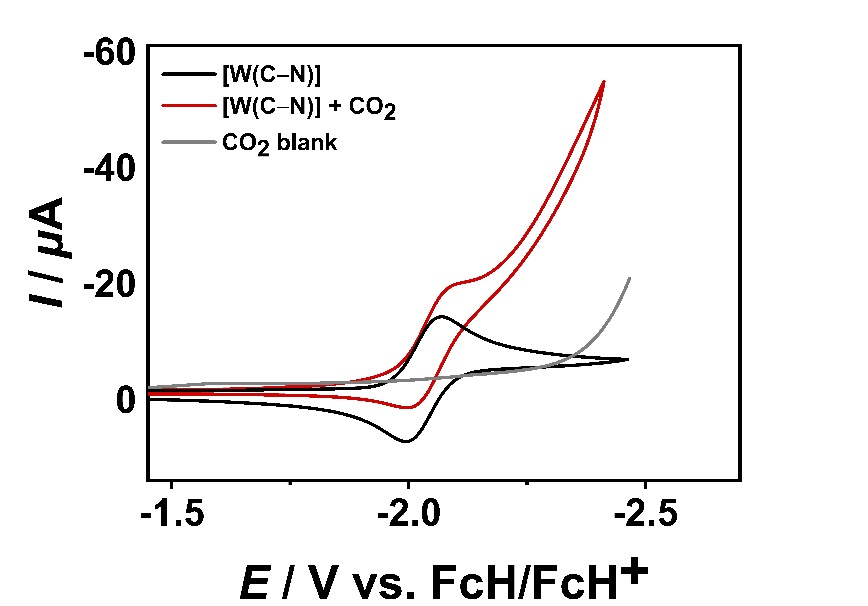 -60
[W(C–N)]
[W(C–N)] + CO2
CO2 blank
-40
I / µA
-20
0
-1.5 -2.0 -2.5
E / V vs. FcH/FcH+